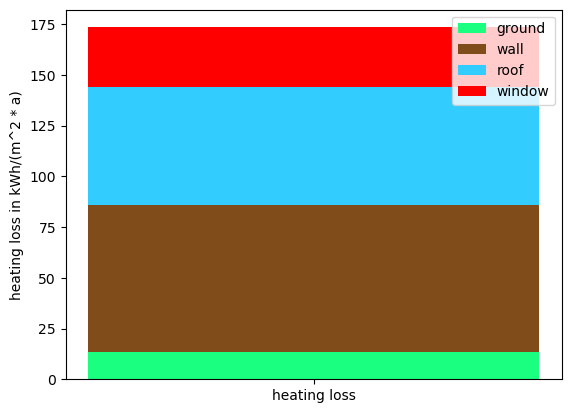 175
150
125
100
75
50
25
0
heating loss in kWh/(m^2 * a)
heating loss
ground
wall
roof
window